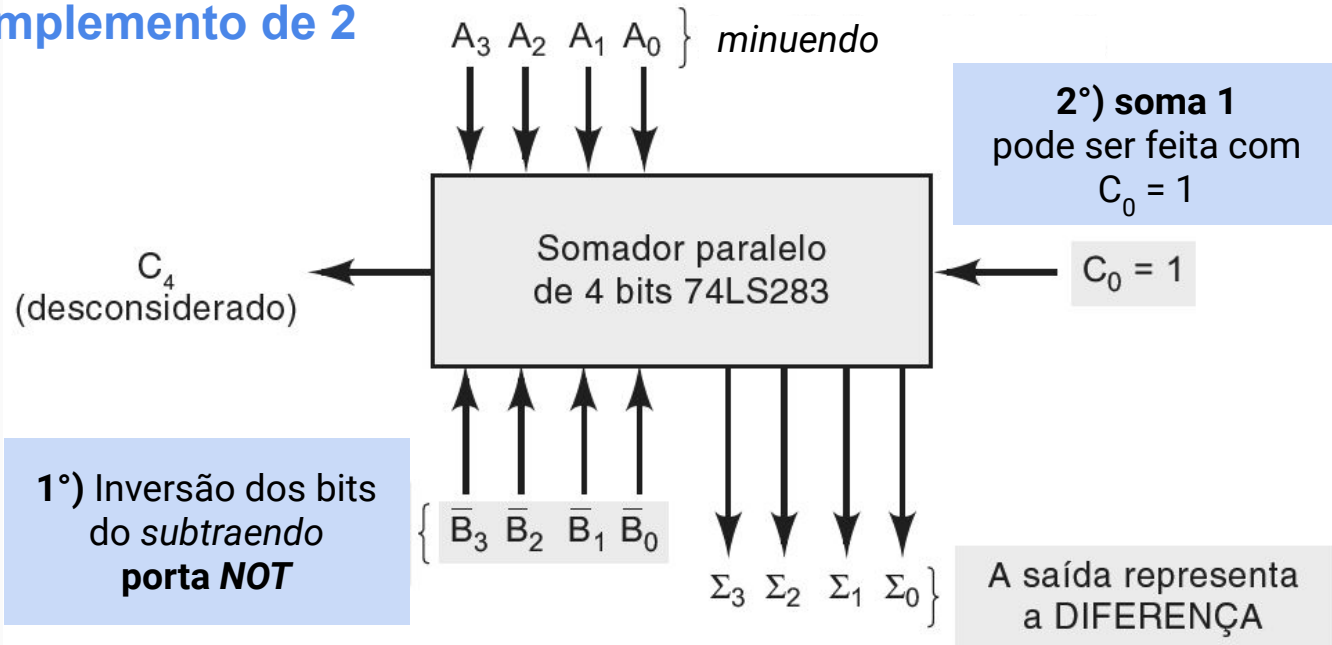 mplemento de 2
A₃ A₂ A₁ A₀ } minuendo
2°) soma 1
pode ser feita com
C₀ = 1
Somador paralelo
de 4 bits 74LS283
C₄
(desconsiderado)
C₀ = 1
1°) Inversão dos bits
do subtraendo
porta NOT
{ B̅₃ B̅₂ B̅₁ B̅₀
Σ₃ Σ₂ Σ₁ Σ₀ }
A saída representa
a DIFERENÇA